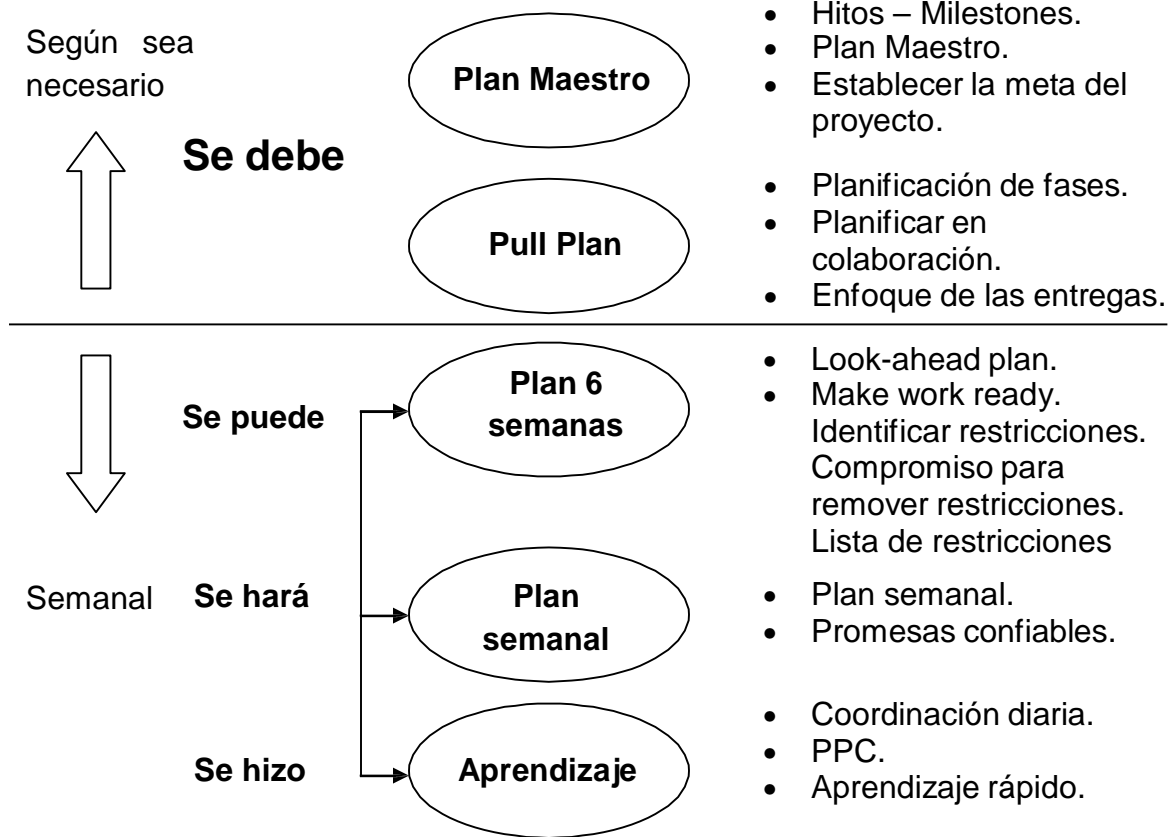 Según sea
necesario
Se debe
Plan Maestro
• Hitos – Milestones.
• Plan Maestro.
• Establecer la meta del
proyecto.
Pull Plan
• Planificación de fases.
• Planificar en
colaboración.
• Enfoque de las entregas.
Se puede
Plan 6
semanas
• Look-ahead plan.
• Make work ready.
Identificar restricciones.
Compromiso para
remover restricciones.
Lista de restricciones
Semanal
Se hará
Plan
semanal
• Plan semanal.
• Promesas confiables.
Se hizo
Aprendizaje
• Coordinación diaria.
• PPC.
• Aprendizaje rápido.